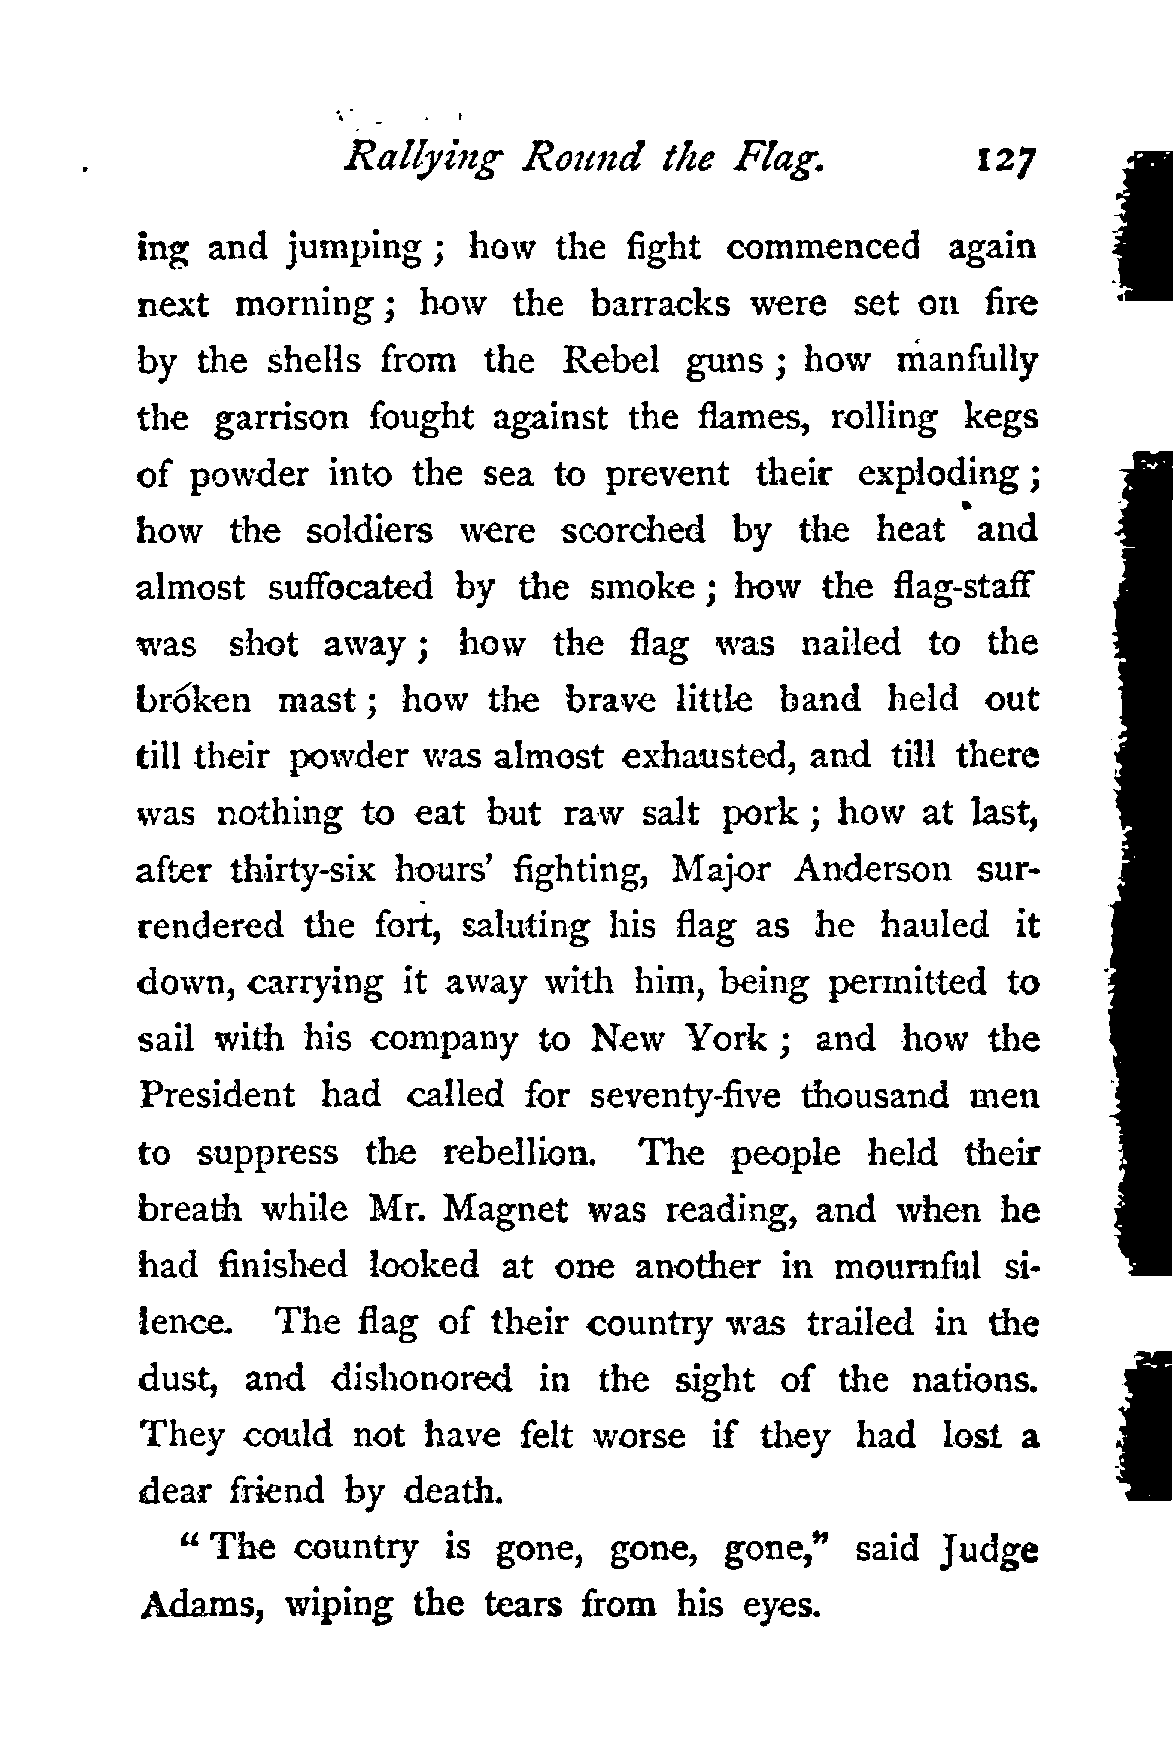 Rallying Round the Flag. 127
ing and jumping ; how the fight commenced again
next morning ; how the barracks were set on fire
by the shells from the Rebel guns ; how manfully
the garrison fought against the flames, rolling kegs
of powder into the sea to prevent their exploding ;
how the soldiers were scorched by the heat and
almost suffocated by the smoke ; how the flag-staff
was shot away ; how the flag was nailed to the
broken mast ; how the brave little band held out
till their powder was almost exhausted, and till there
was nothing to eat but raw salt pork ; how at last,
after thirty-six hours' fighting, Major Anderson sur-
rendered the fort, saluting his flag as he hauled it
down, carrying it away with him, being permitted to
sail with his company to New York ; and how the
President had called for seventy-five thousand men
to suppress the rebellion. The people held their
breath while Mr. Magnet was reading, and when he
had finished looked at one another in mournful si-
lence. The flag of their country was trailed in the
dust, and dishonored in the sight of the nations.
They could not have felt worse if they had lost a
dear friend by death.
“ The country is gone, gone, gone,” said Judge
Adams, wiping the tears from his eyes.